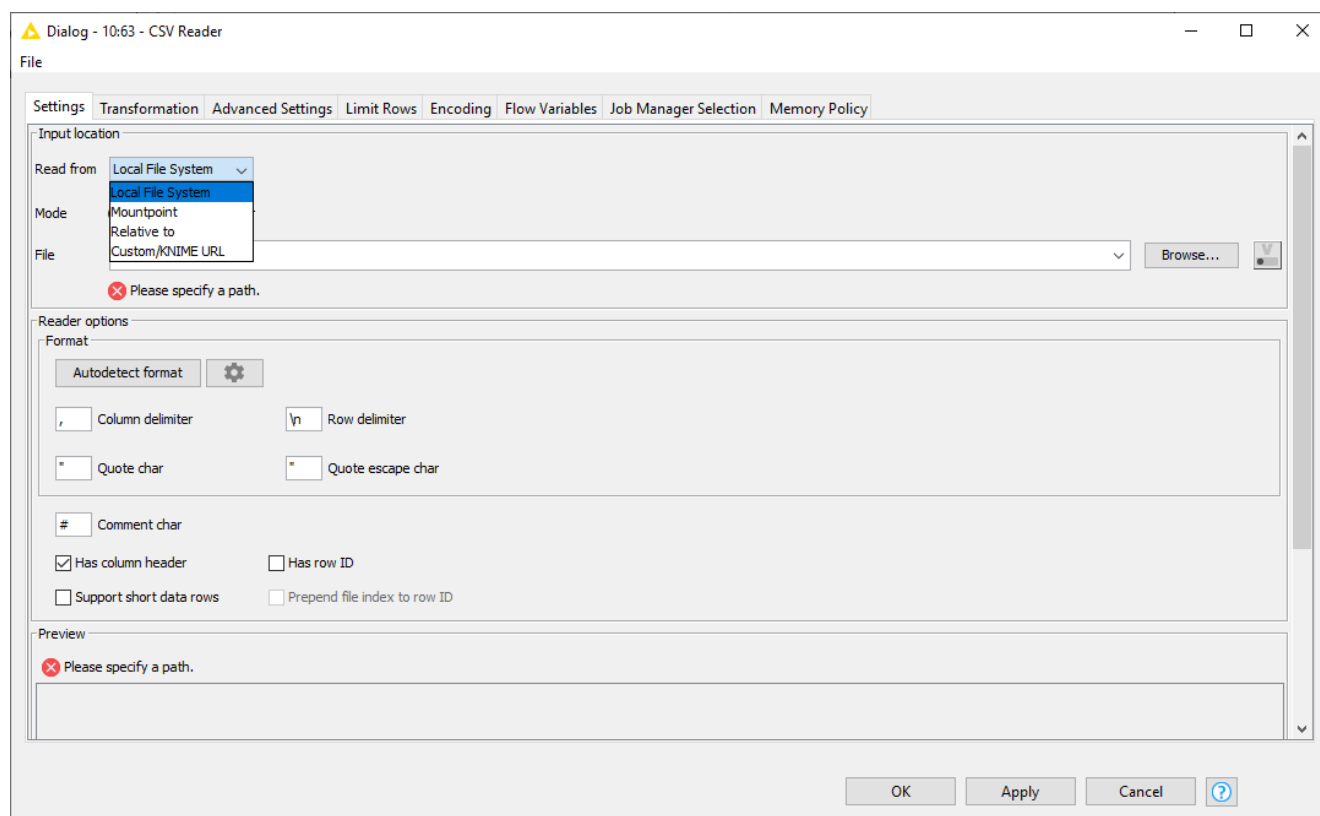 Dialog - 10:63 - CSV Reader
File
Settings Transformation Advanced Settings Limit Rows Encoding Flow Variables Job Manager Selection Memory Policy
Input location
Read from Local File System
Local File System
Mode Mountpoint
Relative to
File Custom/KNIME URL Browse... V
Please specify a path.
Reader options
Format
Autodetect format
, Column delimiter \n Row delimiter
" Quote char " Quote escape char
# Comment char
Has column header Has row ID
Support short data rows Prepend file index to row ID
Preview
Please specify a path.
OK Apply Cancel ?